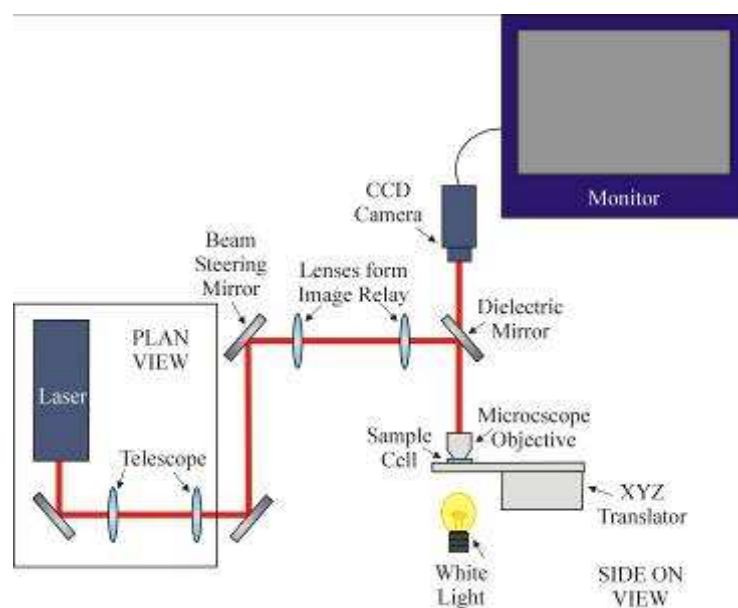 Monitor
CCD
Camera
Beam
Steering
Mirror
Lenses form
Image Relay
Dielectric
Mirror
PLAN
VIEW
Laser
Telescope
Microcscope
Objective
Sample
Cell
XYZ
Translator
White
Light
SIDE ON
VIEW